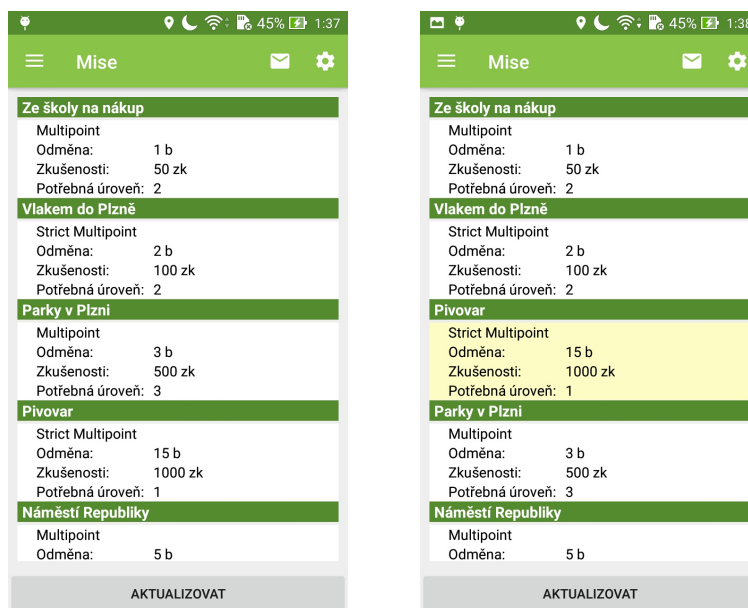 45% 1:37
Mise
Ze školy na nákup
Multipoint
Odměna: 1 b
Zkušenosti: 50 zk
Potřebná úroveň: 2
Vlakem do Plzně
Strict Multipoint
Odměna: 2 b
Zkušenosti: 100 zk
Potřebná úroveň: 2
Parky v Plzni
Multipoint
Odměna: 3 b
Zkušenosti: 500 zk
Potřebná úroveň: 3
Pivovar
Strict Multipoint
Odměna: 15 b
Zkušenosti: 1000 zk
Potřebná úroveň: 1
Náměstí Republiky
Multipoint
Odměna: 5 b
AKTUALIZOVAT
45% 1:38
Mise
Ze školy na nákup
Multipoint
Odměna: 1 b
Zkušenosti: 50 zk
Potřebná úroveň: 2
Vlakem do Plzně
Strict Multipoint
Odměna: 2 b
Zkušenosti: 100 zk
Potřebná úroveň: 2
Pivovar
Strict Multipoint
Odměna: 15 b
Zkušenosti: 1000 zk
Potřebná úroveň: 1
Parky v Plzni
Multipoint
Odměna: 3 b
Zkušenosti: 500 zk
Potřebná úroveň: 3
Náměstí Republiky
Multipoint
Odměna: 5 b
AKTUALIZOVAT